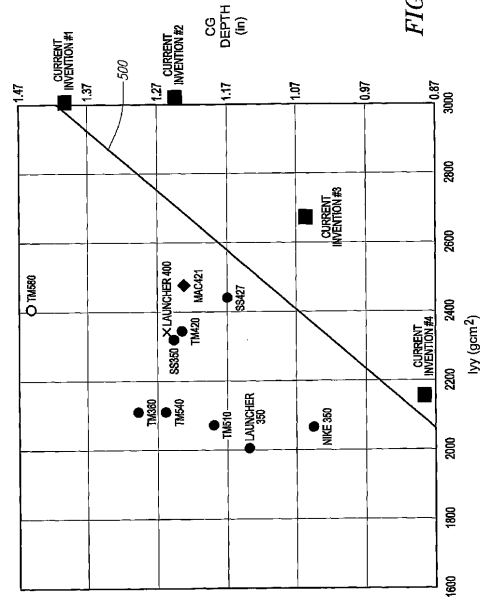 FIG
CG
DEPTH
(in)
1.47
1.37
1.27
1.17
1.07
0.97
0.87
CURRENT
INVENTION #1
CURRENT
INVENTION #2
500
TM580
LAUNCHER 400
MAC421
SS350
TM420
SS427
TM360
TM540
TM510
LAUNCHER
350
NIKE 350
CURRENT
INVENTION #3
CURRENT
INVENTION #4
1600
1800
2000
2200
2400
2600
2800
3000
Iyy (gcm²)